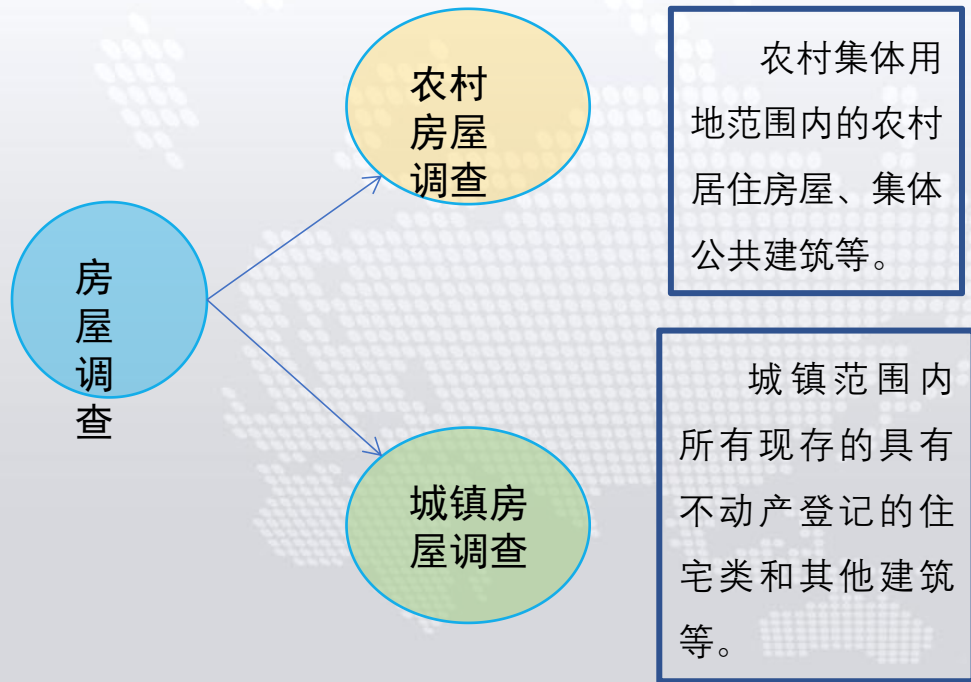 房
屋
调
查
农村
房屋
调查
农村集体用
地范围内的农村
居住房屋、集体
公共建筑等。
城镇房
屋调查
城镇范围内
所有现存的具有
不动产登记的住
宅类和其他建筑
等。